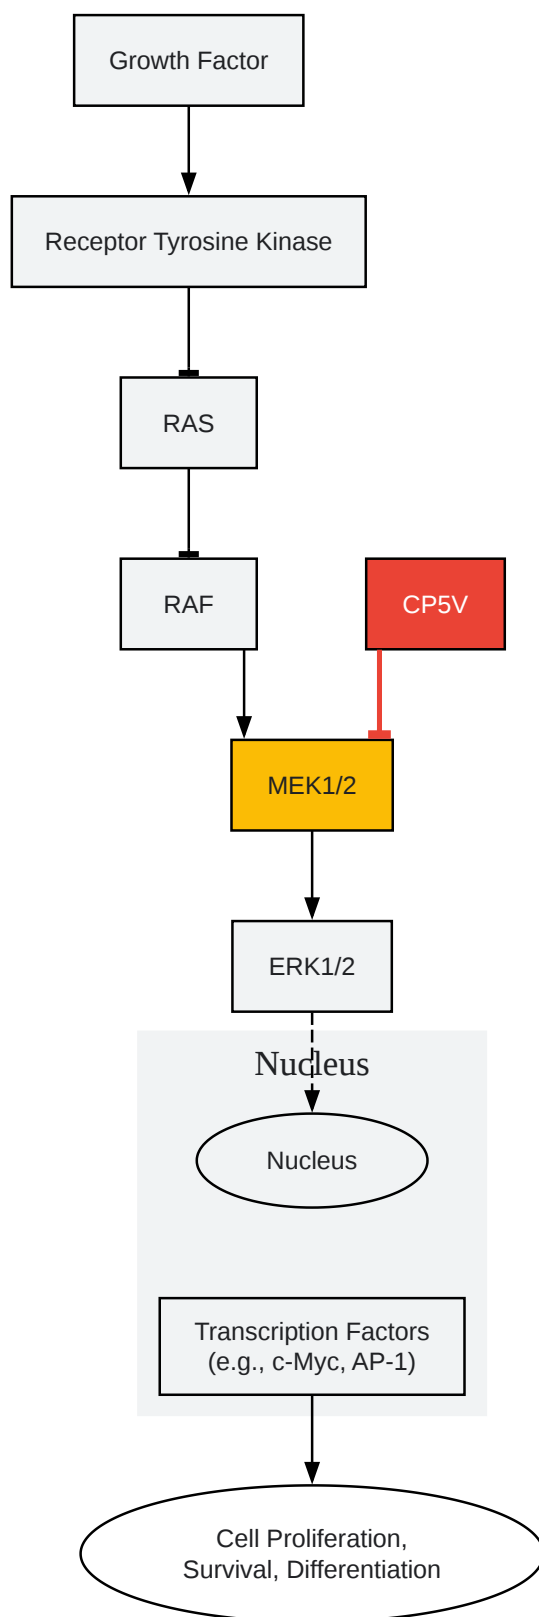 Growth Factor
Receptor Tyrosine Kinase
RAS
RAF
CP5V
MEK1/2
ERK1/2
Nucleus
Nucleus
Transcription Factors
(e.g., c-Myc, AP-1)
Cell Proliferation,
Survival, Differentiation